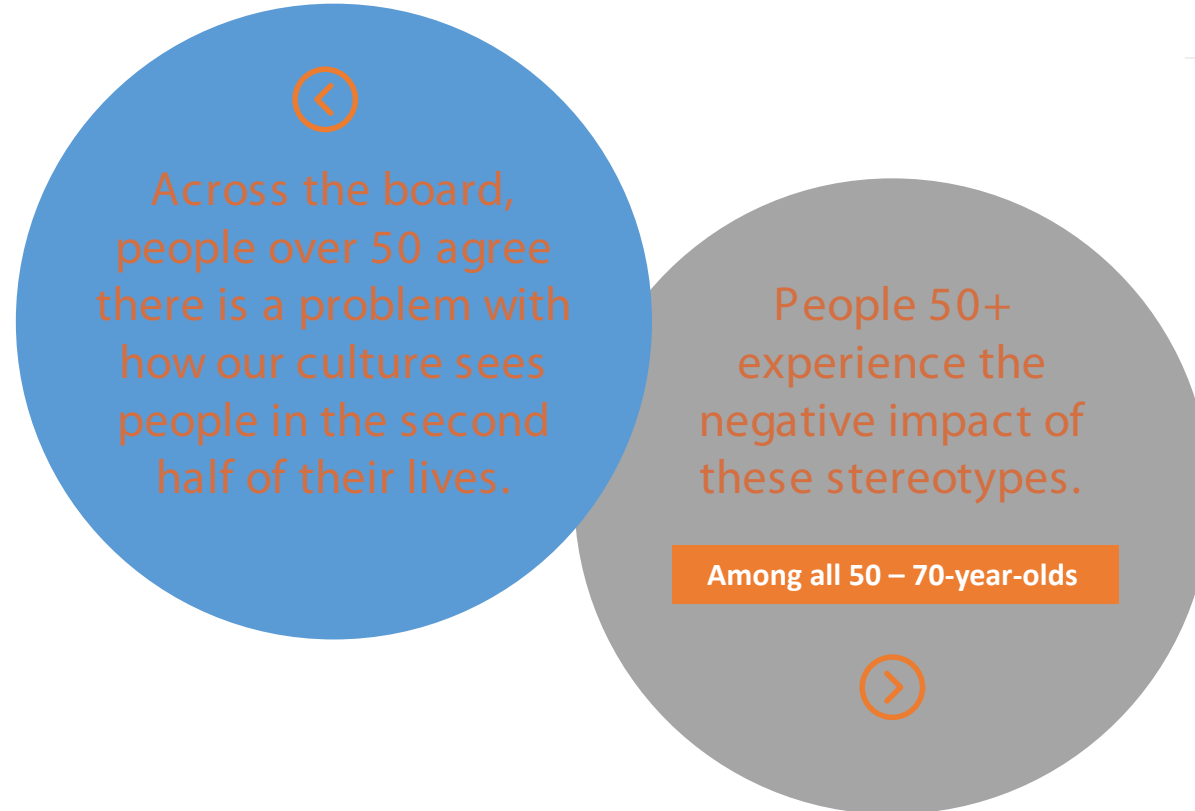 Across the board,
people over 50 agree
there is a problem with
how our culture sees
people in the second
half of their lives.
People 50+
experience the
negative impact of
these stereotypes.
Among all 50 – 70-year-olds